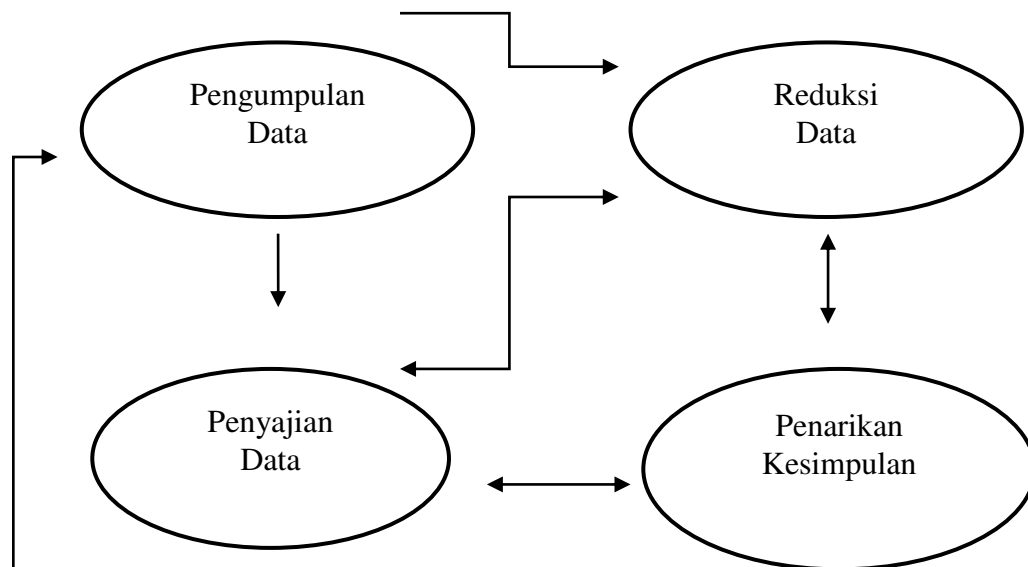 Pengumpulan
Data
Reduksi
Data
Penyajian
Data
Penarikan
Kesimpulan